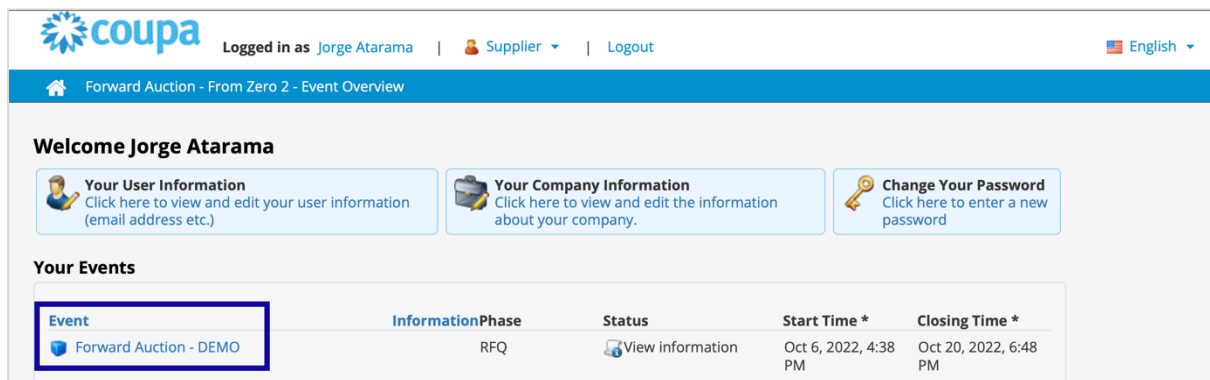 coupa
Logged in as Jorge Atarama | Supplier | Logout English
Forward Auction - From Zero 2 - Event Overview
Welcome Jorge Atarama
Your User Information
Click here to view and edit your user information
(email address etc.)
Your Company Information
Click here to view and edit the information
about your company.
Change Your Password
Click here to enter a new
password
Your Events
Event InformationPhase Status Start Time * Closing Time *
Forward Auction - DEMO RFQ View information Oct 6, 2022, 4:38 Oct 20, 2022, 6:48
PM PM